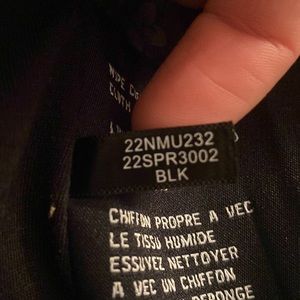 22NMU232
22SPR3002
BLK
CHIFFON PROPRE A VEC
LE TISSU HUMIDE
ESSUYEZ NETTOYER
A VEC UN CHIFFON